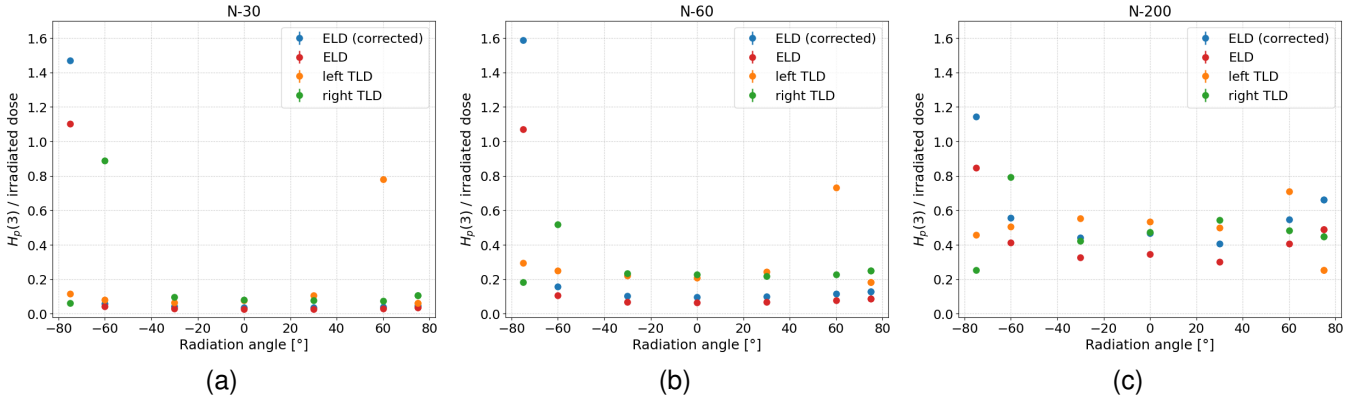 N-30
1.6
1.4
1.2
1.0
0.8
0.6
0.4
0.2
0.0
H_p(3) / irradiated dose
ELD (corrected)
ELD
left TLD
right TLD
−80 −60 −40 −20 0 20 40 60 80
Radiation angle [°]
(a)
N-60
1.6
1.4
1.2
1.0
0.8
0.6
0.4
0.2
0.0
H_p(3) / irradiated dose
ELD (corrected)
ELD
left TLD
right TLD
−80 −60 −40 −20 0 20 40 60 80
Radiation angle [°]
(b)
N-200
1.6
1.4
1.2
1.0
0.8
0.6
0.4
0.2
0.0
H_p(3) / irradiated dose
ELD (corrected)
ELD
left TLD
right TLD
−80 −60 −40 −20 0 20 40 60 80
Radiation angle [°]
(c)